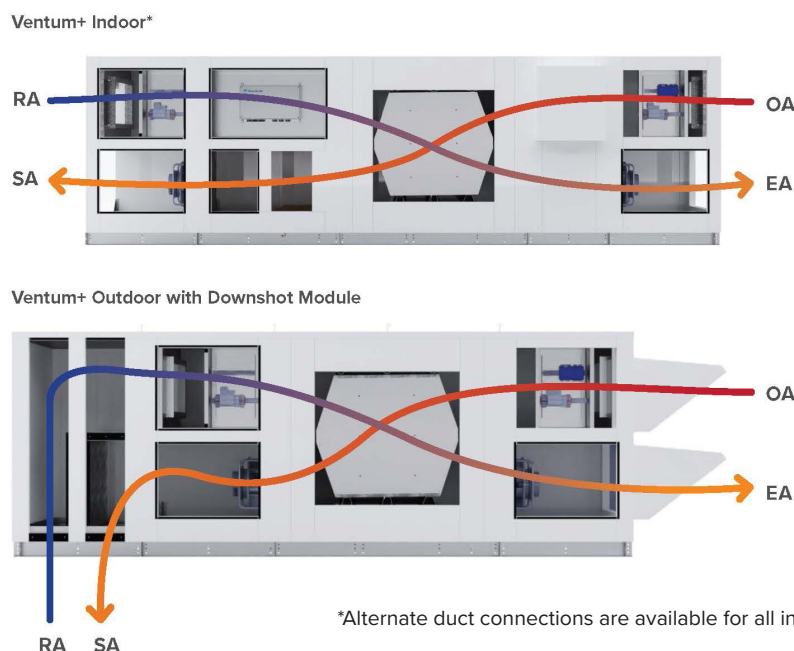 Ventum+ Indoor*
RA
OA
SA
EA
Ventum+ Outdoor with Downshot Module
OA
EA
*Alternate duct connections are available for all in
RA SA